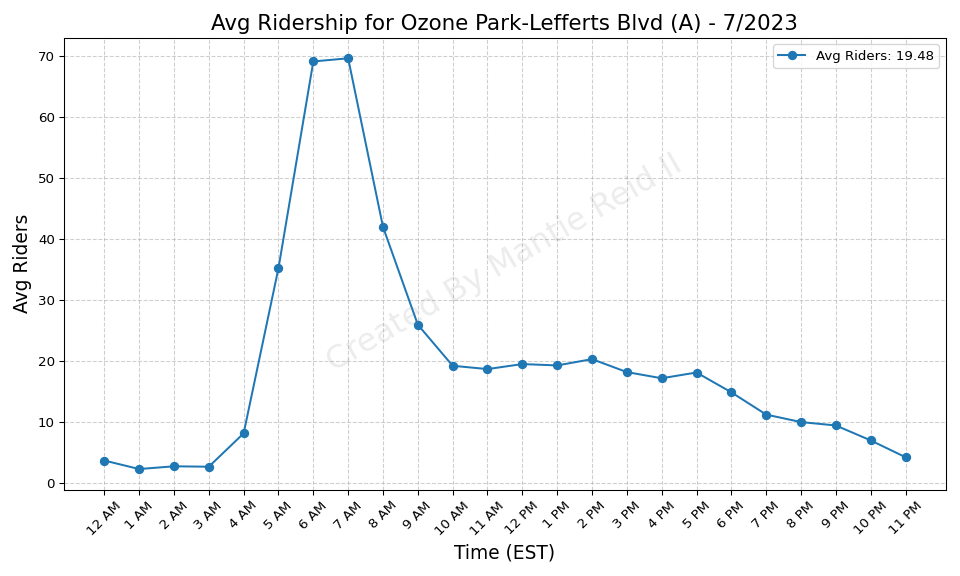 Avg Ridership for Ozone Park-Lefferts Blvd (A) - 7/2023
Avg Riders: 19.48
Avg Riders
70
60
50
40
30
20
10
0
Created By Mantie Reid II
12 AM
1 AM
2 AM
3 AM
4 AM
5 AM
6 AM
7 AM
8 AM
9 AM
10 AM
11 AM
12 PM
1 PM
2 PM
3 PM
4 PM
5 PM
6 PM
7 PM
8 PM
9 PM
10 PM
11 PM
Time (EST)